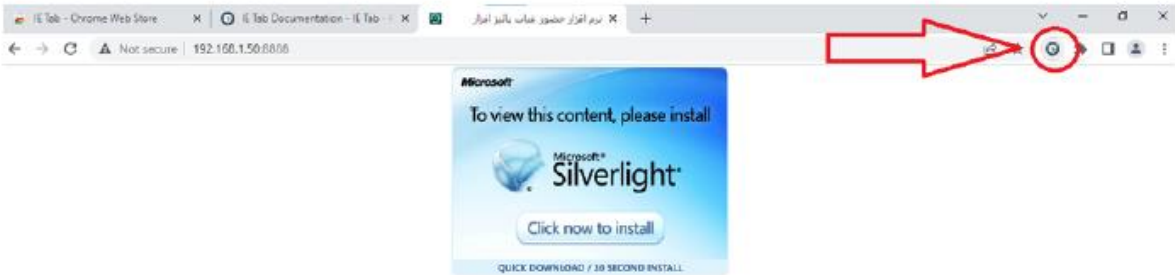 IE Tab - Chrome Web Store
IE Tab Documentation - IE Tab -
نرم افزار حضور غیاب پالیز افزار
Not secure | 192.168.1.50:8888
Microsoft
To view this content, please install
Microsoft®
Silverlight
Click now to install
QUICK DOWNLOAD / 30 SECOND INSTALL